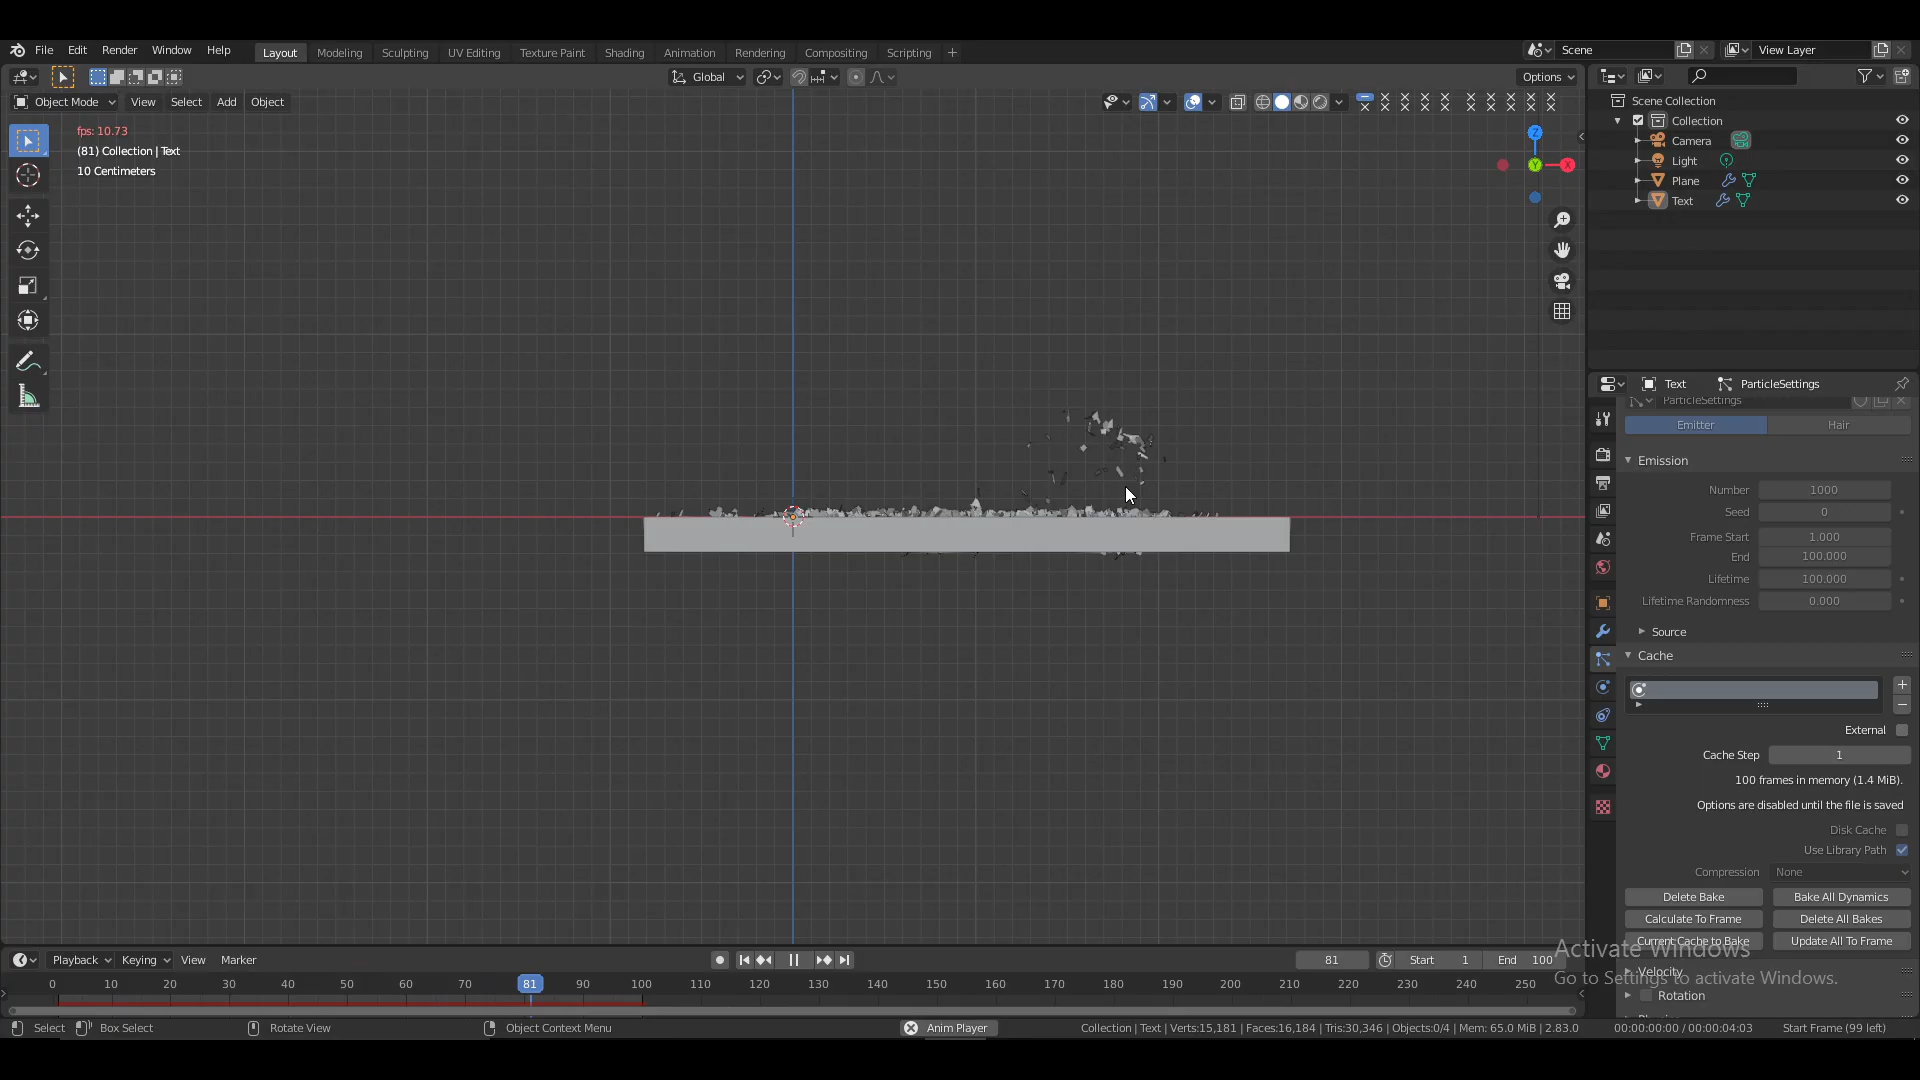 File Edit Render Window Help Layout Modeling Sculpting UV Editing Texture Paint Shading Animation Rendering Compositing Scripting + Scene View Layer
Global Options
Object Mode View Select Add Object
fps: 10.73
(81) Collection | Text
10 Centimeters
Z
Y
X
Scene Collection
Collection
Camera
Light
Plane
Text
Text ParticleSettings
ParticleSettings
Emitter Hair
Emission
Number 1000
Seed 0
Frame Start 1.000
End 100.000
Lifetime 100.000
Lifetime Randomness 0.000
Source
Cache
External
Cache Step 1
100 frames in memory (1.4 MiB).
Options are disabled until the file is saved
Disk Cache
Use Library Path
Compression None
Delete Bake Bake All Dynamics
Calculate To Frame Delete All Bakes
Current Cache to Bake Update All To Frame
Velocity
Rotation
Activate Windows
Go to Settings to activate Windows.
Playback Keying View Marker 81 Start 1 End 100
0 10 20 30 40 50 60 70 81 90 100 110 120 130 140 150 160 170 180 190 200 210 220 230 240 250
Select Box Select Rotate View Object Context Menu Anim Player Collection | Text | Verts:15,181 | Faces:16,184 | Tris:30,346 | Objects:0/4 | Mem: 65.0 MiB | 2.83.0 00:00:00:00 / 00:00:04:03 Start Frame (99 left)